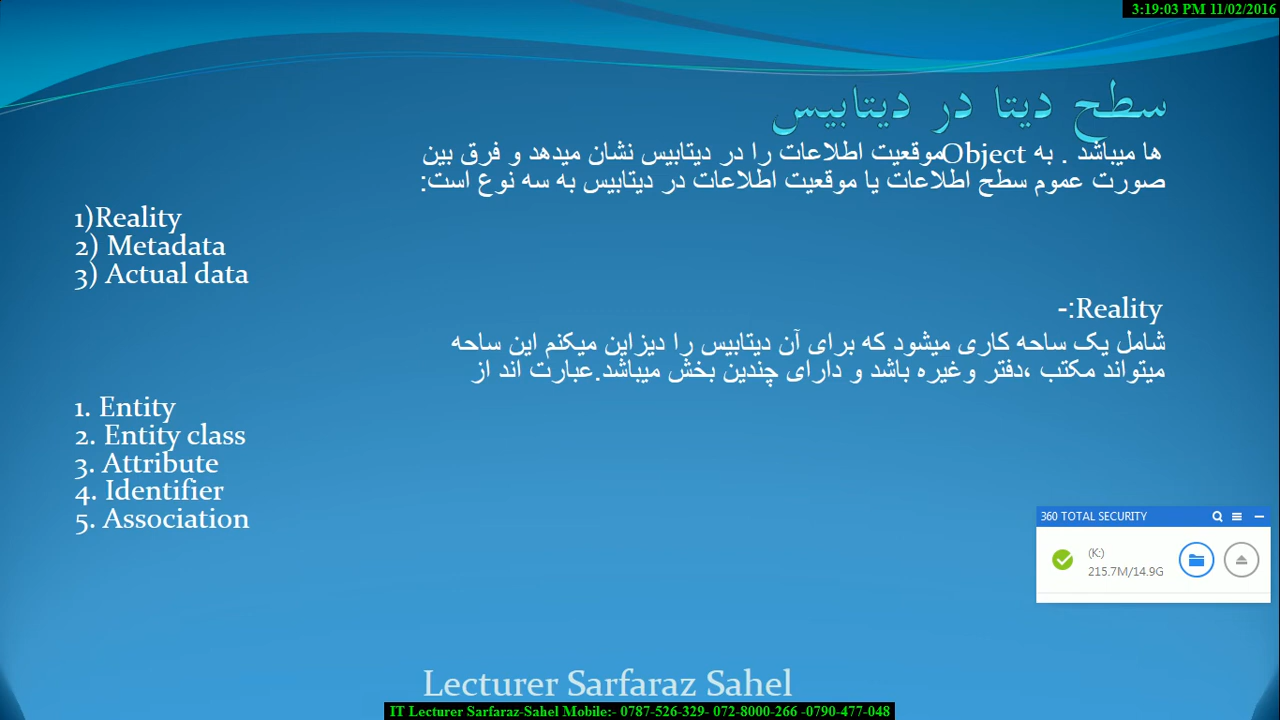 3:19:03 PM 11/02/2016
سطح دیتا در دیتابیس
موقعیت اطلاعات را در دیتابیس نشان میدهد و فرق بین Object ها میباشد . به
صورت عموم سطح اطلاعات یا موقعیت اطلاعات در دیتابیس به سه نوع است:
1)Reality
2) Metadata
3) Actual data
Reality:-
شامل یک ساحه کاری میشود که برای آن دیتابیس را دیزاین میکنم این ساحه
میتواند مکتب ،دفتر وغیره باشد و دارای چندین بخش میباشد.عبارت اند از
1. Entity
2. Entity class
3. Attribute
4. Identifier
5. Association
360 TOTAL SECURITY
(K:)
215.7M/14.9G
Lecturer Sarfaraz Sahel
IT Lecturer Sarfaraz-Sahel Mobile:- 0787-526-329- 072-8000-266 -0790-477-048